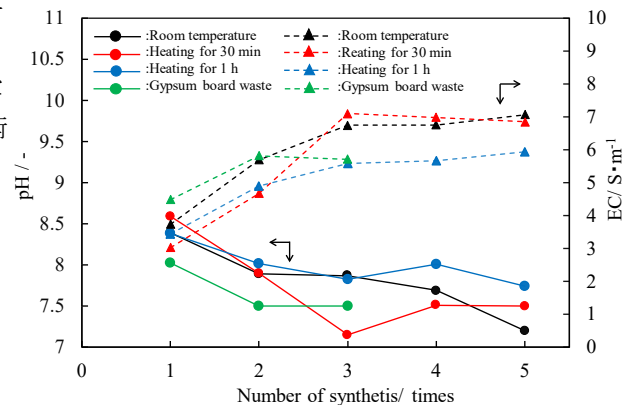 :Room temperature :Room temperature
:Heating for 30 min :Reating for 30 min
:Heating for 1 h :Heating for 1 h
:Gypsum board waste :Gypsum board waste
pH / -
11
10.5
10
9.5
9
8.5
8
7.5
7
EC/ S・m⁻¹
10
9
8
7
6
5
4
3
2
1
0
0 1 2 3 4 5
Number of synthetis/ times